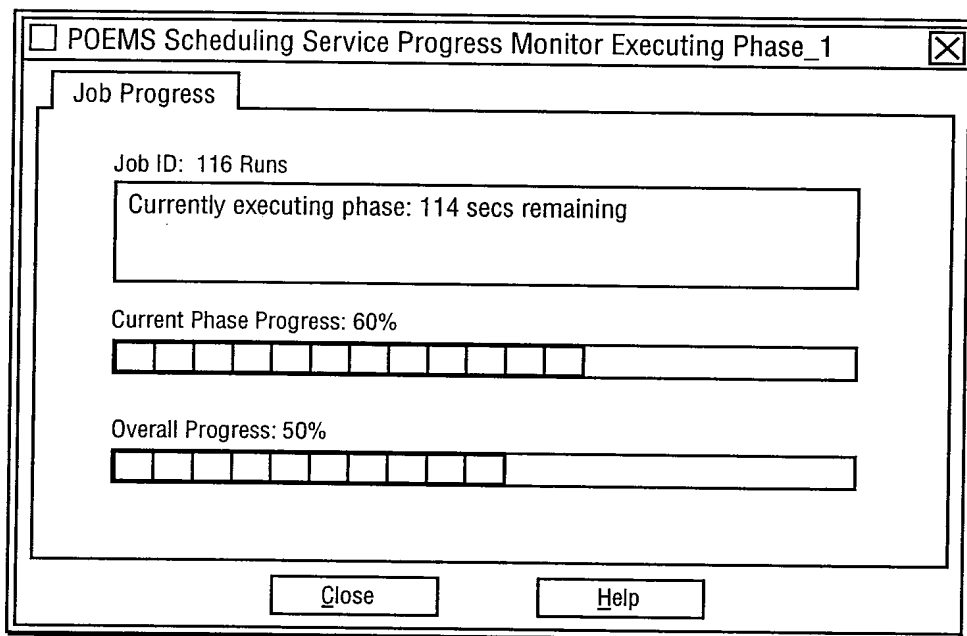 POEMS Scheduling Service Progress Monitor Executing Phase_1
Job Progress
Job ID: 116 Runs
Currently executing phase: 114 secs remaining
Current Phase Progress: 60%
Overall Progress: 50%
Close
Help